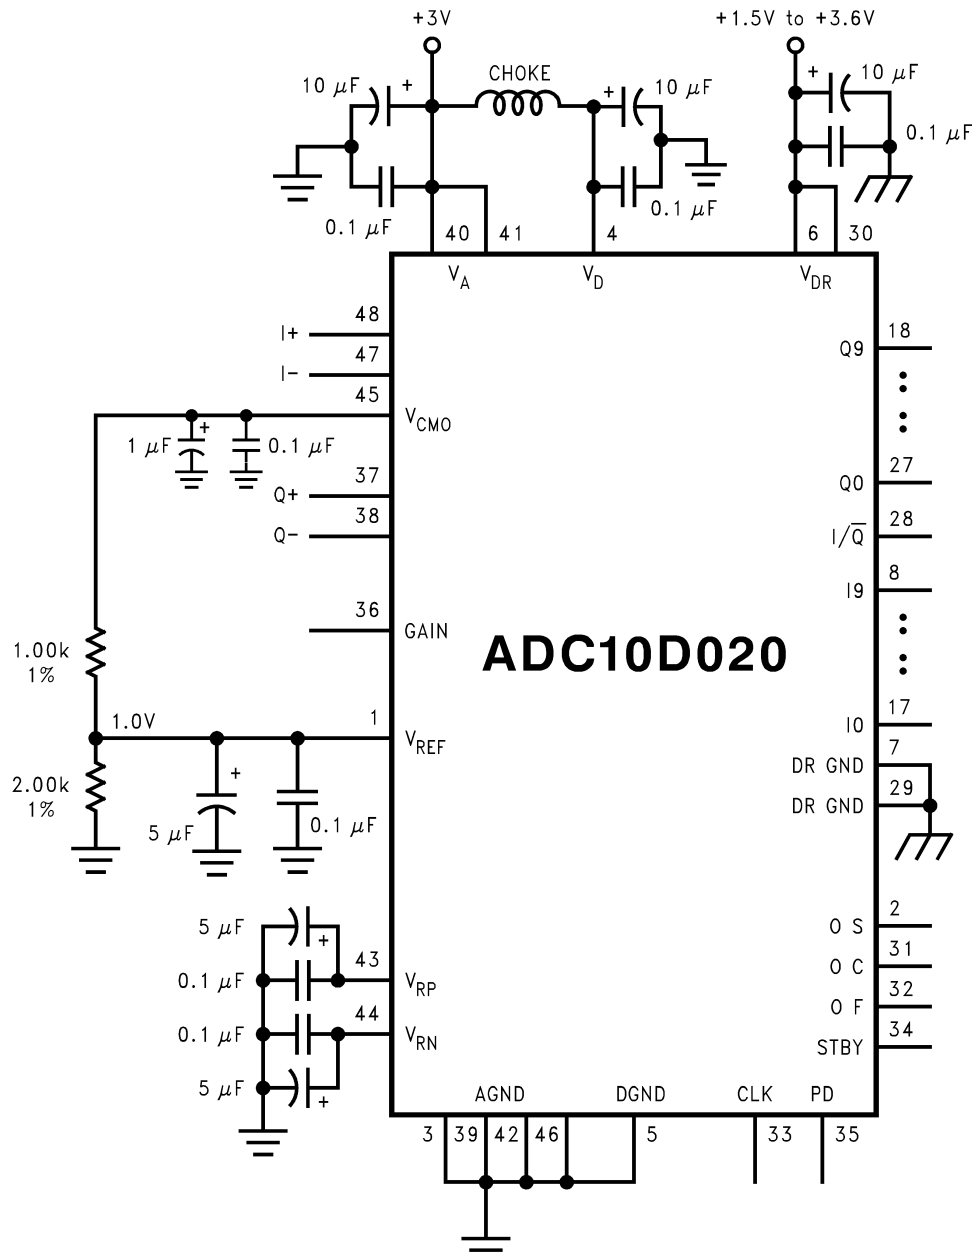 +3V
+1.5V to +3.6V
10 μF
+
CHOKE
+
10 μF
+
10 μF
0.1 μF
0.1 μF
0.1 μF
40
41
4
6
30
VA
VD
VDR
48
I+
47
I-
45
VCMO
1 μF
+
0.1 μF
37
Q+
38
Q-
36
GAIN
1.00k
1%
1.0V
1
VREF
2.00k
1%
+
5 μF
0.1 μF
5 μF
+
43
0.1 μF
VRP
44
0.1 μF
VRN
5 μF
+
ADC10D020
18
Q9
27
Q0
28
I/Q̅
8
I9
17
I0
7
DR GND
29
DR GND
2
O S
31
O C
32
O F
34
STBY
AGND
DGND
CLK
PD
3
39
42
46
5
33
35